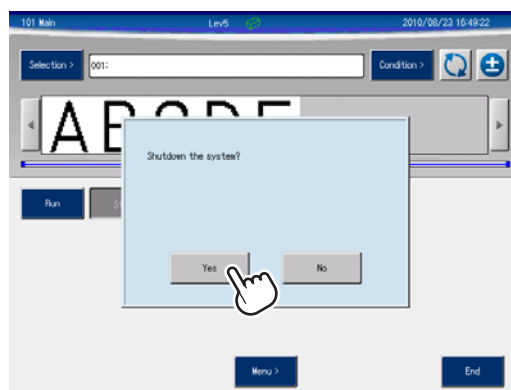 101 Main Lev5 2010/08/23 16:49:22
Selection > 001: Condition >
ABCDE
Shutdown the system?
Run
Yes No
Menu > End